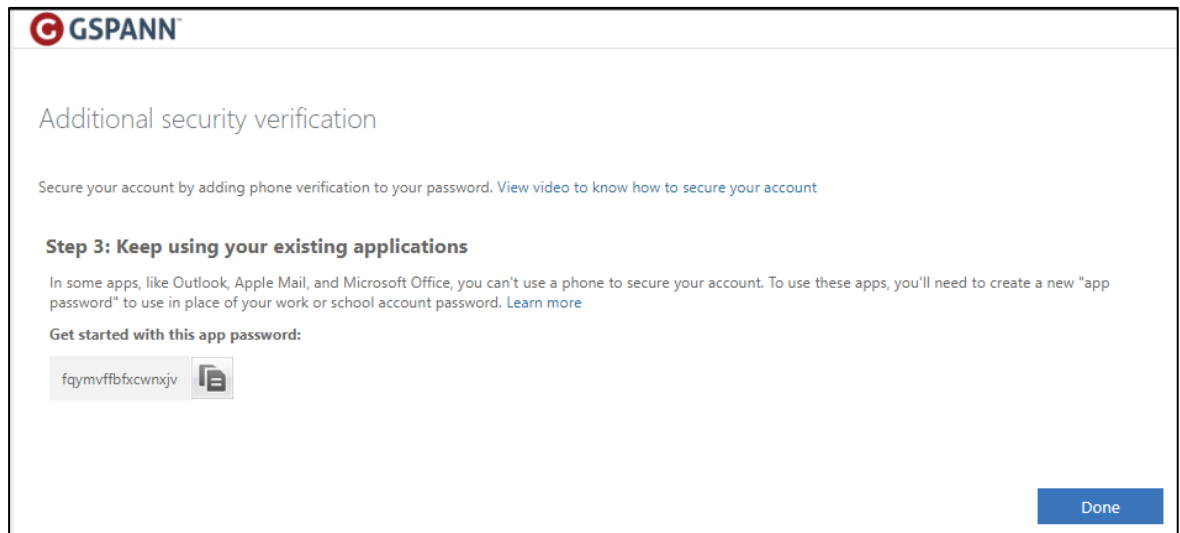 GSPANN
Additional security verification
Secure your account by adding phone verification to your password. View video to know how to secure your account
Step 3: Keep using your existing applications
In some apps, like Outlook, Apple Mail, and Microsoft Office, you can't use a phone to secure your account. To use these apps, you'll need to create a new "app
password" to use in place of your work or school account password. Learn more
Get started with this app password:
fqymvffbfxcwnxjv
Done